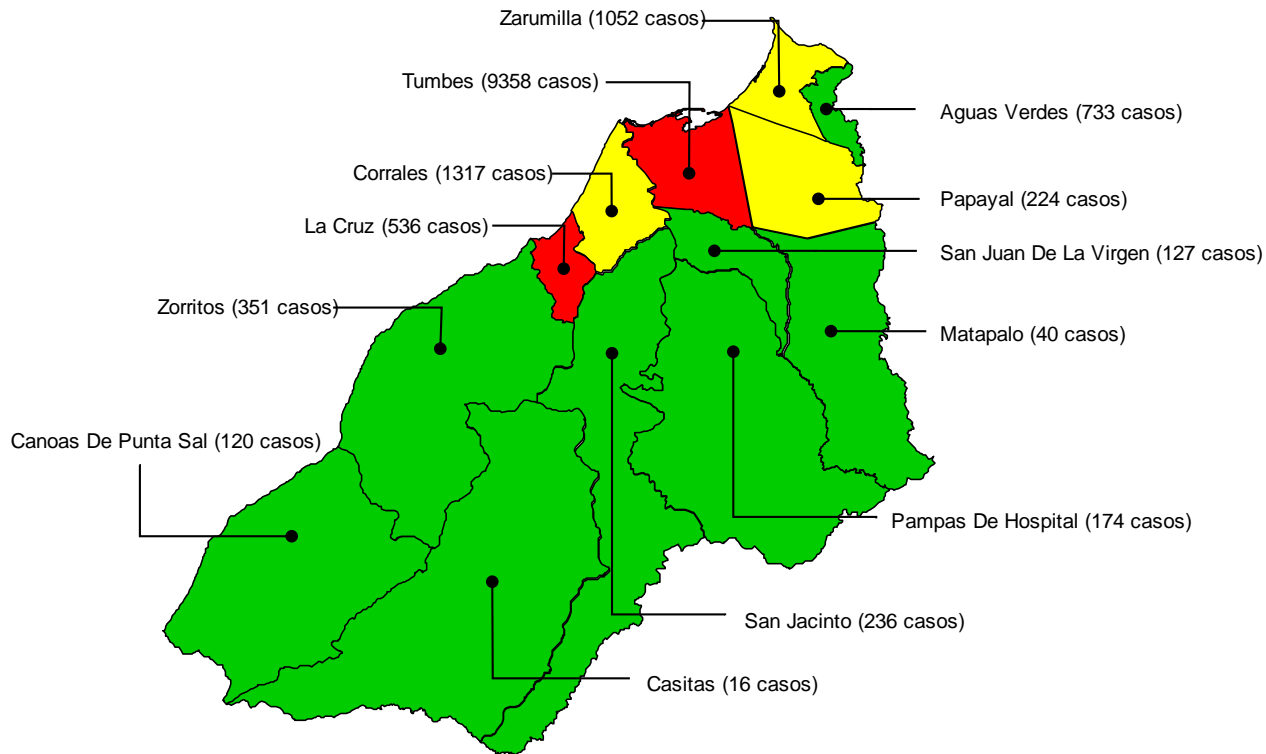 Zarumilla (1052 casos)
Tumbes (9358 casos)
Aguas Verdes (733 casos)
Corrales (1317 casos)
Papayal (224 casos)
La Cruz (536 casos)
San Juan De La Virgen (127 casos)
Zorritos (351 casos)
Matapalo (40 casos)
Canoas De Punta Sal (120 casos)
Pampas De Hospital (174 casos)
San Jacinto (236 casos)
Casitas (16 casos)